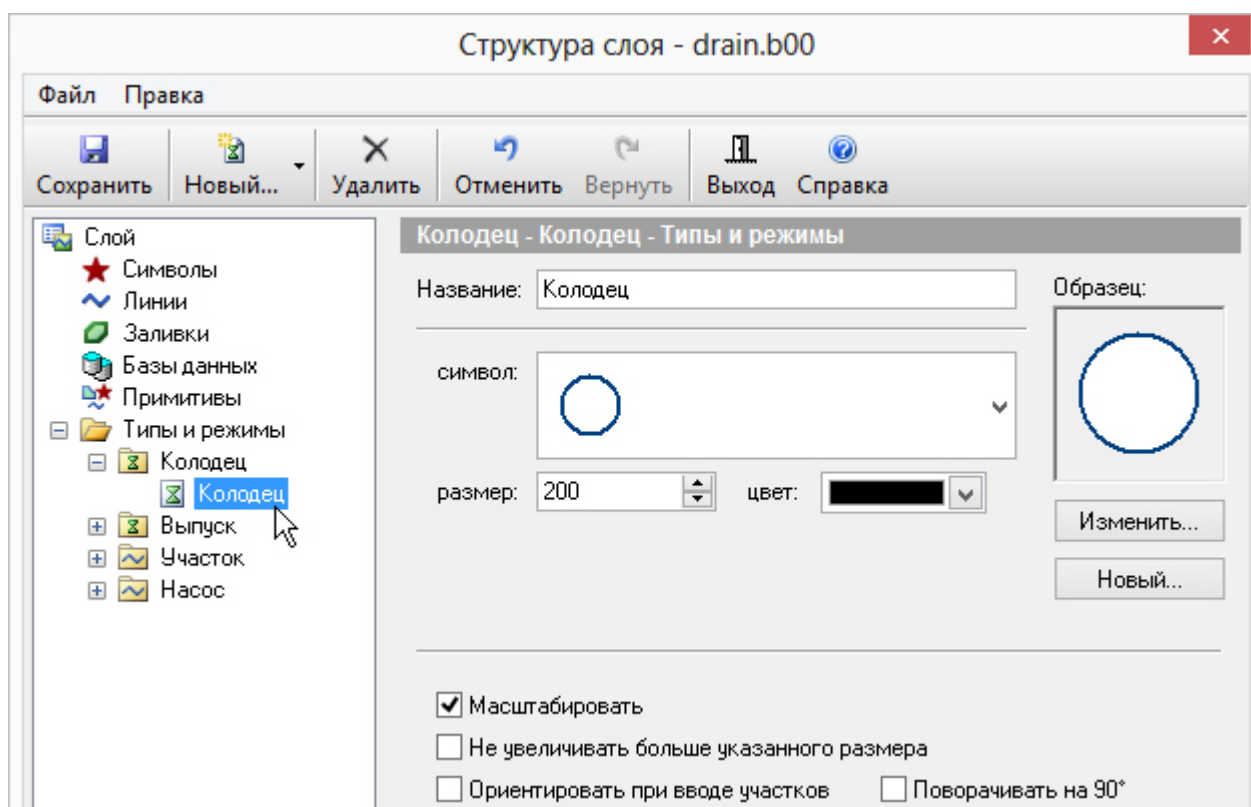 Структура слоя - drain.b00
Файл Правка
Сохранить Новый... Удалить Отменить Вернуть Выход Справка
Слой
Символы
Линии
Заливки
Базы данных
Примитивы
Типы и режимы
Колодец
Колодец
Выпуск
Участок
Насос
Колодец - Колодец - Типы и режимы
Название: Колодец
Образец:
символ:
размер: 200 цвет:
Изменить...
Новый...
Масштабировать
Не увеличивать больше указанного размера
Ориентировать при вводе участков Поворачивать на 90°